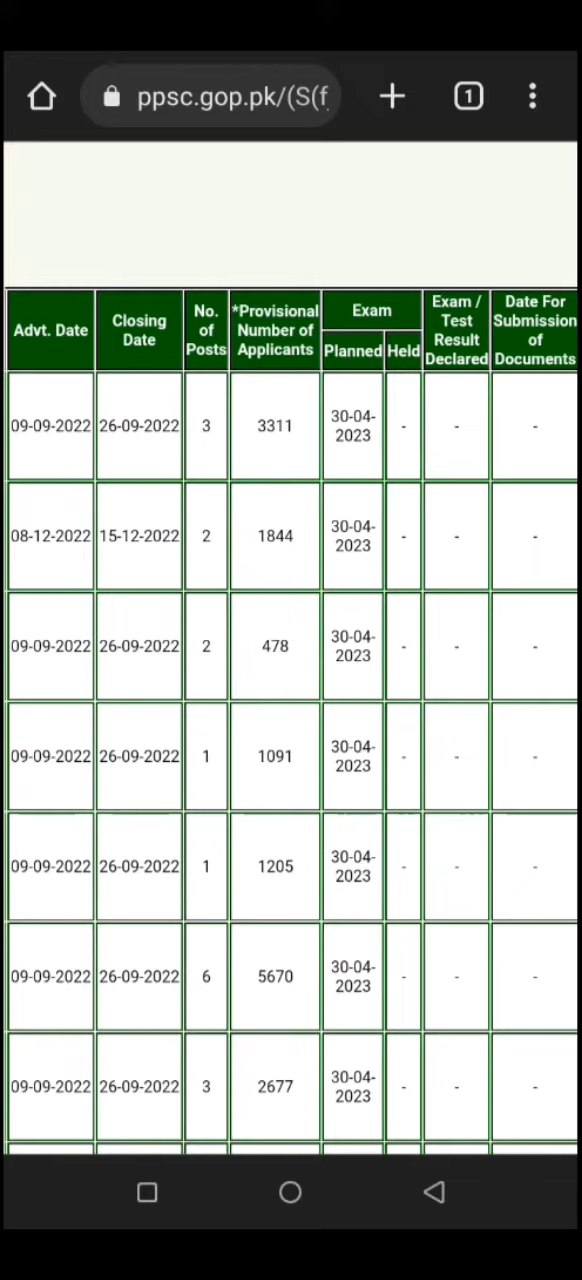 ppsc.gop.pk/(S(f
1
Advt. Date
Closing
Date
No.
of
Posts
*Provisional
Number of
Applicants
Exam
Planned Held
Exam /
Test
Result
Declared
Date For
Submission
of
Documents
09-09-2022 26-09-2022 3 3311 30-04-
2023 - - -
08-12-2022 15-12-2022 2 1844 30-04-
2023 - - -
09-09-2022 26-09-2022 2 478 30-04-
2023 - - -
09-09-2022 26-09-2022 1 1091 30-04-
2023 - - -
09-09-2022 26-09-2022 1 1205 30-04-
2023 - - -
09-09-2022 26-09-2022 6 5670 30-04-
2023 - - -
09-09-2022 26-09-2022 3 2677 30-04-
2023 - - -